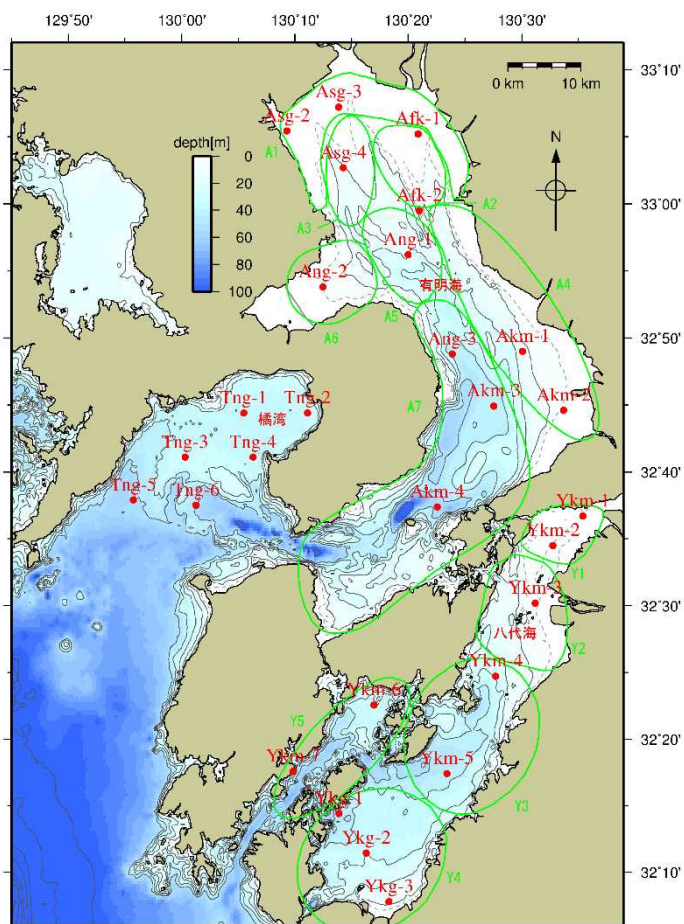 129˚50' 130˚00' 130˚10' 130˚20' 130˚30'
33˚10'
0 km 10 km
depth[m]
0
20
40
60
80
100
N
Asg-3
Asg-2
Afk-1
A1
Asg-4
Afk-2
A2
33˚00'
A3
Ang-1
Ang-2
有明海
A4
A5
A6
32˚50'
Ang-3
Akm-1
Akm-3
Akm-2
A7
Tng-1
Tng-2
橘湾
Tng-3
Tng-4
32˚40'
Tng-5
Tng-6
Akm-4
Ykm-1
Ykm-2
Y1
Ykm-3
32˚30'
八代海
Y2
Ykm-4
Ykm-6
Y5
32˚20'
Ykm-7
Ykm-5
Y3
Ykg-1
Ykg-2
Y4
32˚10'
Ykg-3